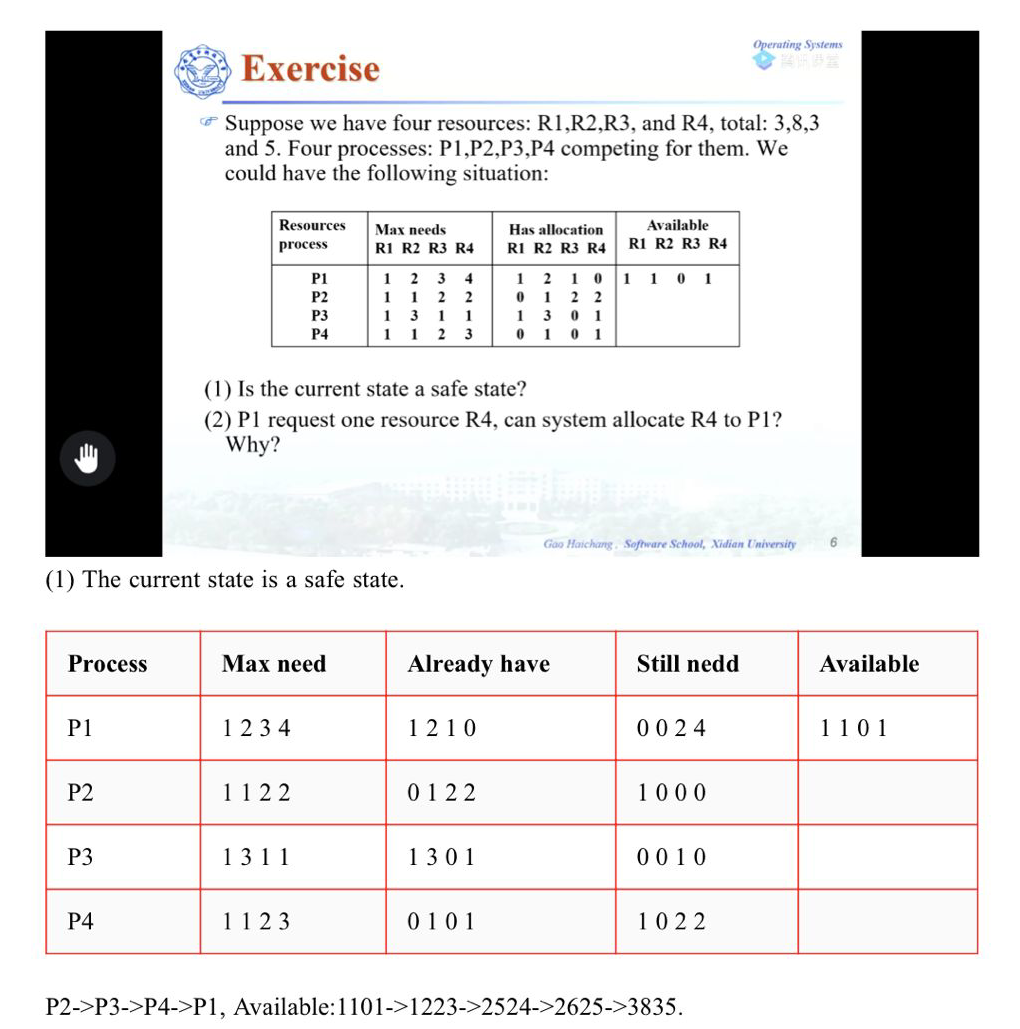 Operating Systems
Exercise
Suppose we have four resources: R1,R2,R3, and R4, total: 3,8,3
and 5. Four processes: P1,P2,P3,P4 competing for them. We
could have the following situation:
Resources process Max needs R1 R2 R3 R4 Has allocation R1 R2 R3 R4 Available R1 R2 R3 R4
P1 1 2 3 4 1 2 1 0 1 1 0 1
P2 1 1 2 2 0 1 2 2
P3 1 3 1 1 1 3 0 1
P4 1 1 2 3 0 1 0 1
(1) Is the current state a safe state?
(2) P1 request one resource R4, can system allocate R4 to P1?
Why?
Gao Haichang , Software School, Xidian University 6
(1) The current state is a safe state.
Process Max need Already have Still nedd Available
P1 1 2 3 4 1 2 1 0 0 0 2 4 1 1 0 1
P2 1 1 2 2 0 1 2 2 1 0 0 0
P3 1 3 1 1 1 3 0 1 0 0 1 0
P4 1 1 2 3 0 1 0 1 1 0 2 2
P2->P3->P4->P1, Available:1101->1223->2524->2625->3835.